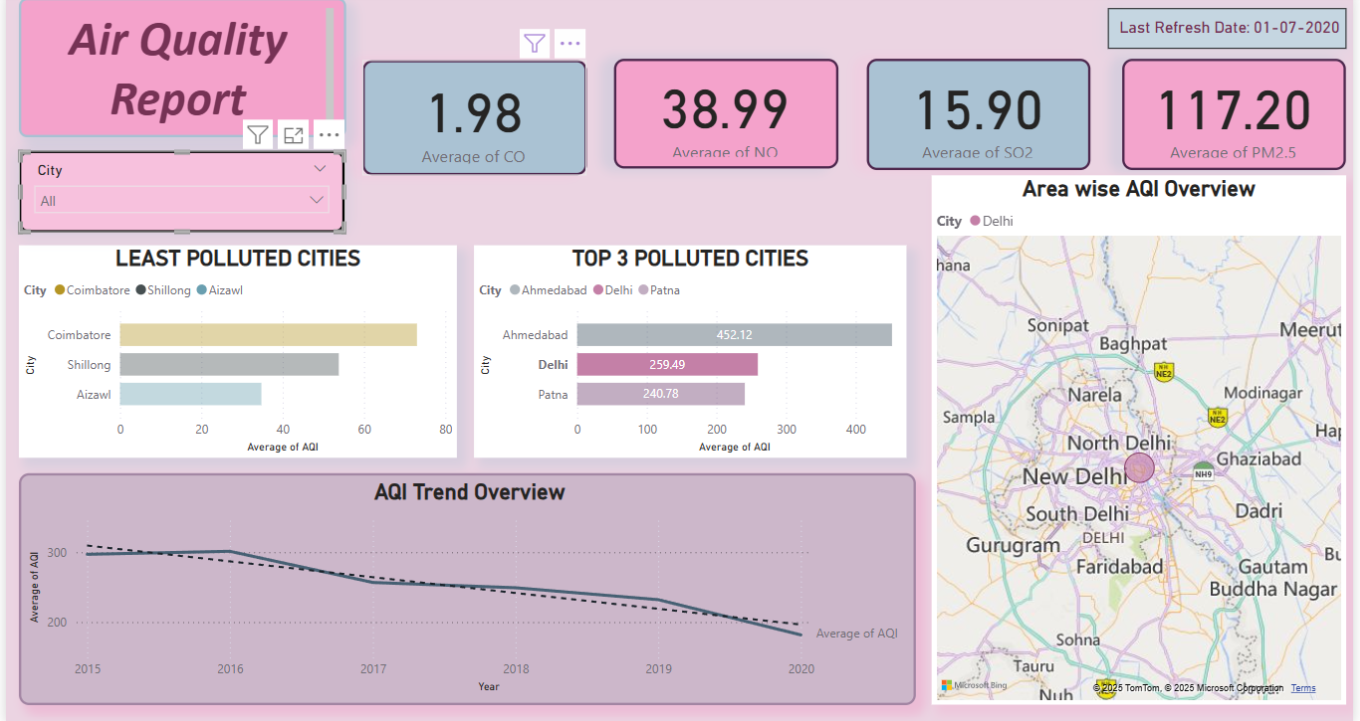 Air Quality
Report
Last Refresh Date: 01-07-2020
1.98
Average of CO
38.99
Average of NO
15.90
Average of SO2
117.20
Average of PM2.5
City
All
LEAST POLLUTED CITIES
City Coimbatore Shillong Aizawl
City
Coimbatore
Shillong
Aizawl
0 20 40 60 80
Average of AQI
TOP 3 POLLUTED CITIES
City Ahmedabad Delhi Patna
City
Ahmedabad 452.12
Delhi 259.49
Patna 240.78
0 100 200 300 400
Average of AQI
AQI Trend Overview
Average of AQI
300
200
Average of AQI
2015 2016 2017 2018 2019 2020
Year
Area wise AQI Overview
City Delhi
hana
Sonipat
Meerut
Baghpat
NH
NE2
Narela
Modinagar
Sampla
NH
NE2
North Delhi
Hap
Ghaziabad
New Delhi
NH9
South Delhi
Dadri
DELHI
Gurugram
Bu
Faridabad
Gautam
Buddha Nagar
Sohna
Tauru
Microsoft Bing
Nuh
© 2025 TomTom, © 2025 Microsoft Corporation Terms